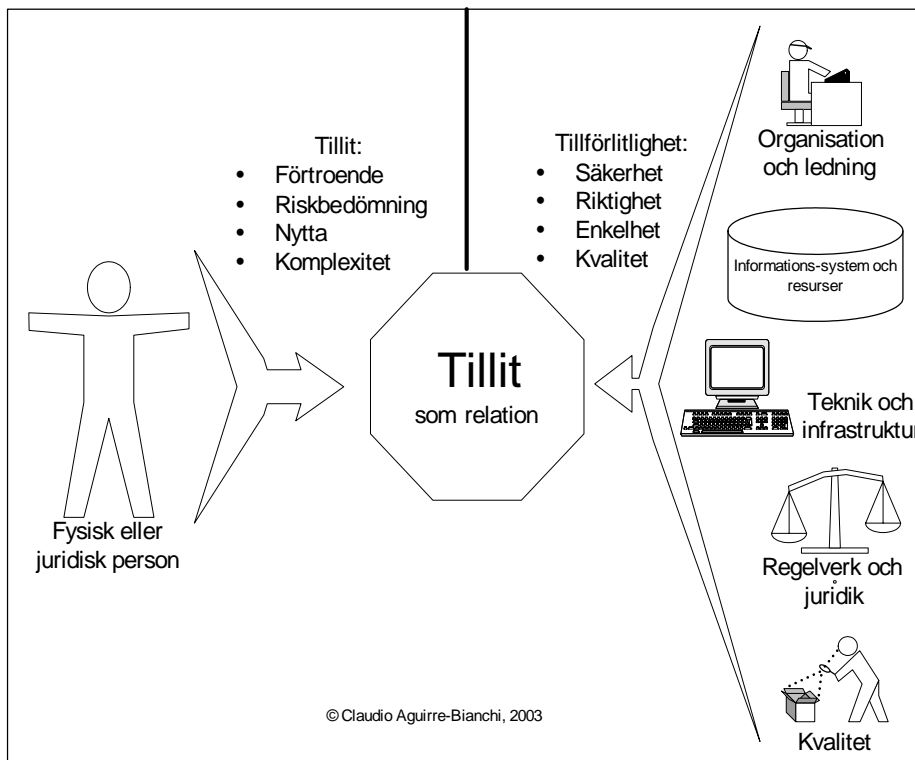 Tillit:
• Förtroende
• Riskbedömning
• Nytta
• Komplexitet
Tillförlitlighet:
• Säkerhet
• Riktighet
• Enkelhet
• Kvalitet
Organisation
och ledning
Informations-system och
resurser
Tillit
som relation
Teknik och
infrastruktur
Fysisk eller
juridisk person
Regelverk och
juridik
Kvalitet
© Claudio Aguirre-Bianchi, 2003